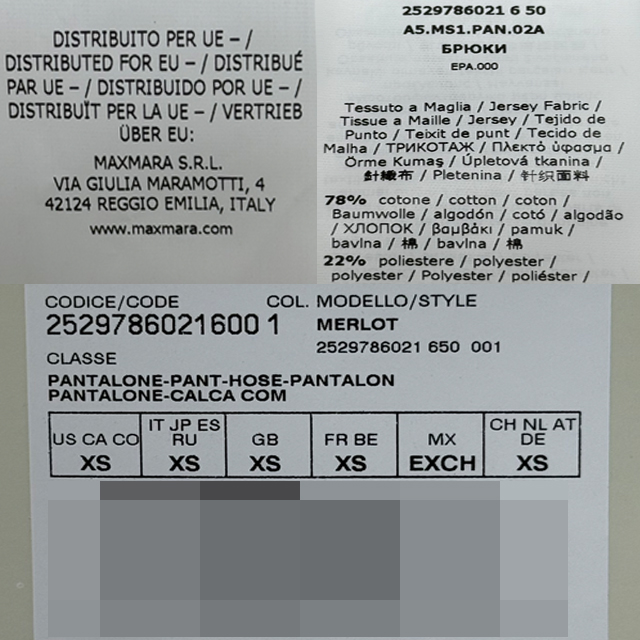 DISTRIBUITO PER UE – /
DISTRIBUTED FOR EU – / DISTRIBUÉ
PAR UE – / DISTRIBUIDO POR UE – /
DISTRIBUÏT PER LA UE – / VERTRIEB
ÜBER EU:
MAXMARA S.R.L.
VIA GIULIA MARAMOTTI, 4
42124 REGGIO EMILIA, ITALY
www.maxmara.com
2529786021 6 50
A5.MS1.PAN.02A
БРЮКИ
EPA.000
Tessuto a Maglia / Jersey Fabric /
Tissue a Maille / Jersey / Tejido de
Punto / Teixit de punt / Tecido de
Malha / ТРИКОТАЖ / Πλεκτό ύφασμα /
Örme Kumaş / Úpletová tkanina /
針織布 / Pletenina / 针织面料
78% cotone / cotton / coton /
Baumwolle / algodón / cotó / algodão
/ ХЛОПОК / βαμβάκι / pamuk /
bavlna / 棉 / bavlna / 棉
22% poliestere / polyester /
polyester / Polyester / poliéster /
CODICE/CODE COL. MODELLO/STYLE
2529786021600 1 MERLOT
2529786021 650 001
CLASSE
PANTALONE-PANT-HOSE-PANTALON
PANTALONE-CALCA COM
US CA CO IT JP ES RU GB FR BE MX CH NL AT DE
XS XS XS XS EXCH XS